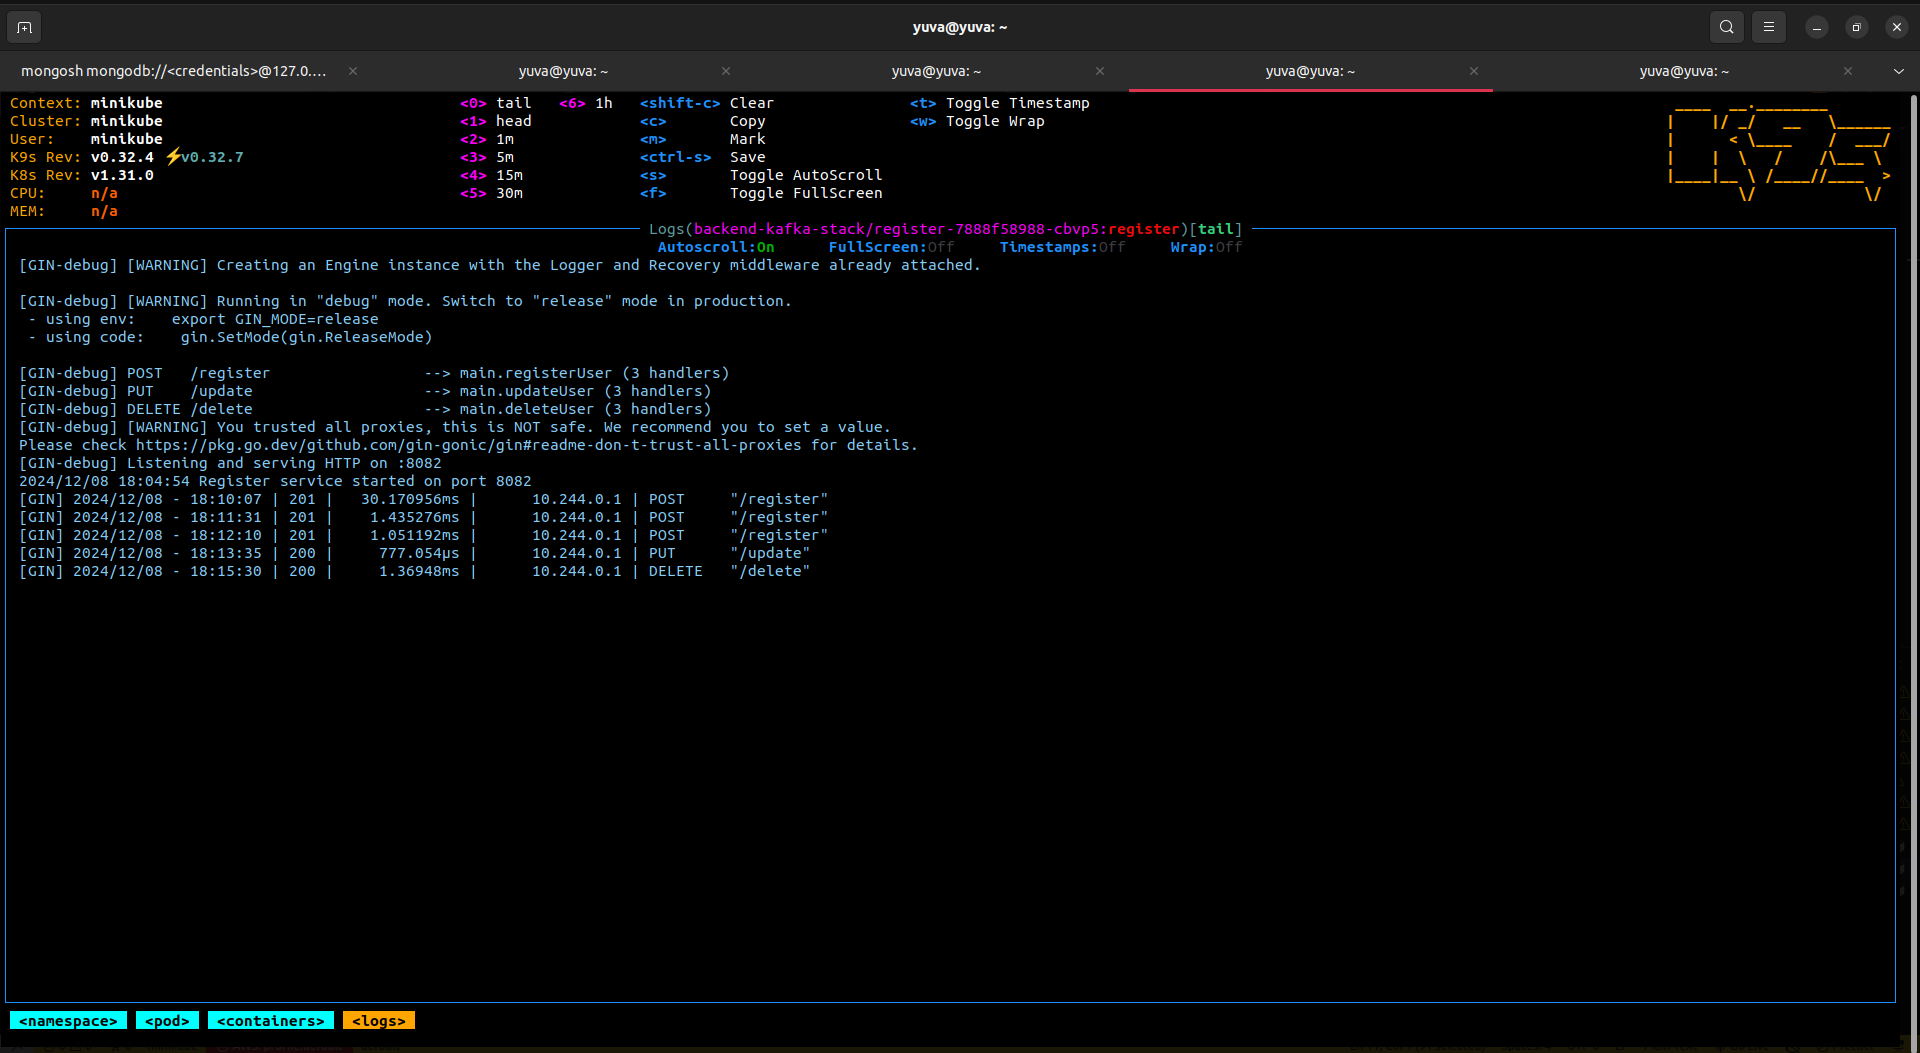 yuva@yuva: ~
mongosh mongodb://<credentials>@127.0.... yuva@yuva: ~ yuva@yuva: ~ yuva@yuva: ~ yuva@yuva: ~
Context: minikube <0> tail <6> 1h <shift-c> Clear <t> Toggle Timestamp
Cluster: minikube <1> head <c> Copy <w> Toggle Wrap
User: minikube <2> 1m <m> Mark
K9s Rev: v0.32.4 ⚡v0.32.7 <3> 5m <ctrl-s> Save
K8s Rev: v1.31.0 <4> 15m <s> Toggle AutoScroll
CPU: n/a <5> 30m <f> Toggle FullScreen
MEM: n/a
K9s
Logs(backend-kafka-stack/register-7888f58988-cbvp5:register)[tail]
Autoscroll:On FullScreen:Off Timestamps:Off Wrap:Off
[GIN-debug] [WARNING] Creating an Engine instance with the Logger and Recovery middleware already attached.
[GIN-debug] [WARNING] Running in "debug" mode. Switch to "release" mode in production.
- using env: export GIN_MODE=release
- using code: gin.SetMode(gin.ReleaseMode)
[GIN-debug] POST /register --> main.registerUser (3 handlers)
[GIN-debug] PUT /update --> main.updateUser (3 handlers)
[GIN-debug] DELETE /delete --> main.deleteUser (3 handlers)
[GIN-debug] [WARNING] You trusted all proxies, this is NOT safe. We recommend you to set a value.
Please check https://pkg.go.dev/github.com/gin-gonic/gin#readme-don-t-trust-all-proxies for details.
[GIN-debug] Listening and serving HTTP on :8082
2024/12/08 18:04:54 Register service started on port 8082
[GIN] 2024/12/08 - 18:10:07 | 201 | 30.170956ms | 10.244.0.1 | POST "/register"
[GIN] 2024/12/08 - 18:11:31 | 201 | 1.435276ms | 10.244.0.1 | POST "/register"
[GIN] 2024/12/08 - 18:12:10 | 201 | 1.051192ms | 10.244.0.1 | POST "/register"
[GIN] 2024/12/08 - 18:13:35 | 200 | 777.054µs | 10.244.0.1 | PUT "/update"
[GIN] 2024/12/08 - 18:15:30 | 200 | 1.36948ms | 10.244.0.1 | DELETE "/delete"
<namespace> <pod> <containers> <logs>